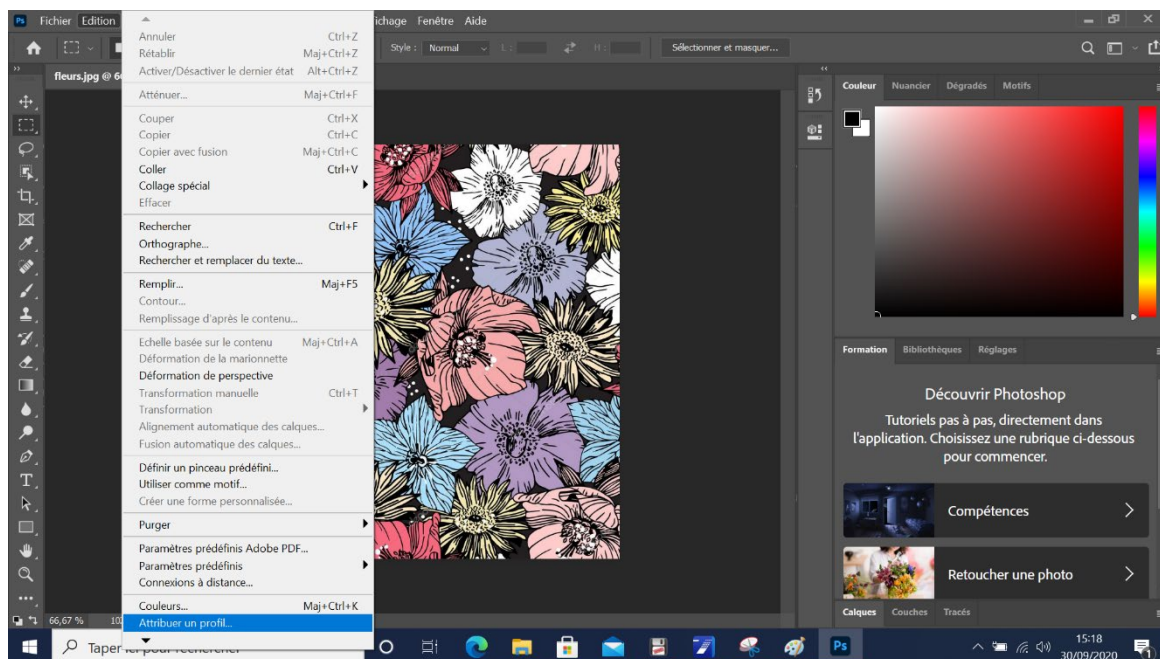 Ps Fichier Edition ichage Fenêtre Aide
Style : Normal L : H : Sélectionner et masquer...
fleurs.jpg @ 6
Annuler Ctrl+Z
Rétablir Maj+Ctrl+Z
Activer/Désactiver le dernier état Alt+Ctrl+Z
Atténuer... Maj+Ctrl+F
Couper Ctrl+X
Copier Ctrl+C
Copier avec fusion Maj+Ctrl+C
Coller Ctrl+V
Collage spécial
Effacer
Rechercher Ctrl+F
Orthographe...
Rechercher et remplacer du texte...
Remplir... Maj+F5
Contour...
Remplissage d'après le contenu...
Echelle basée sur le contenu Maj+Ctrl+A
Déformation de la marionnette
Déformation de perspective
Transformation manuelle Ctrl+T
Transformation
Alignement automatique des calques...
Fusion automatique des calques...
Définir un pinceau prédéfini...
Utiliser comme motif...
Créer une forme personnalisée...
Purger
Paramètres prédéfinis Adobe PDF...
Paramètres prédéfinis
Connexions à distance...
Couleurs... Maj+Ctrl+K
Attribuer un profil...
Couleur Nuancier Dégradés Motifs
Formation Bibliothèques Réglages
Découvrir Photoshop
Tutoriels pas à pas, directement dans
l'application. Choisissez une rubrique ci-dessous
pour commencer.
Compétences
Retoucher une photo
Calques Couches Tracés
66,67 %
Taper ici pour rechercher
Ps
15:18
30/09/2020
1